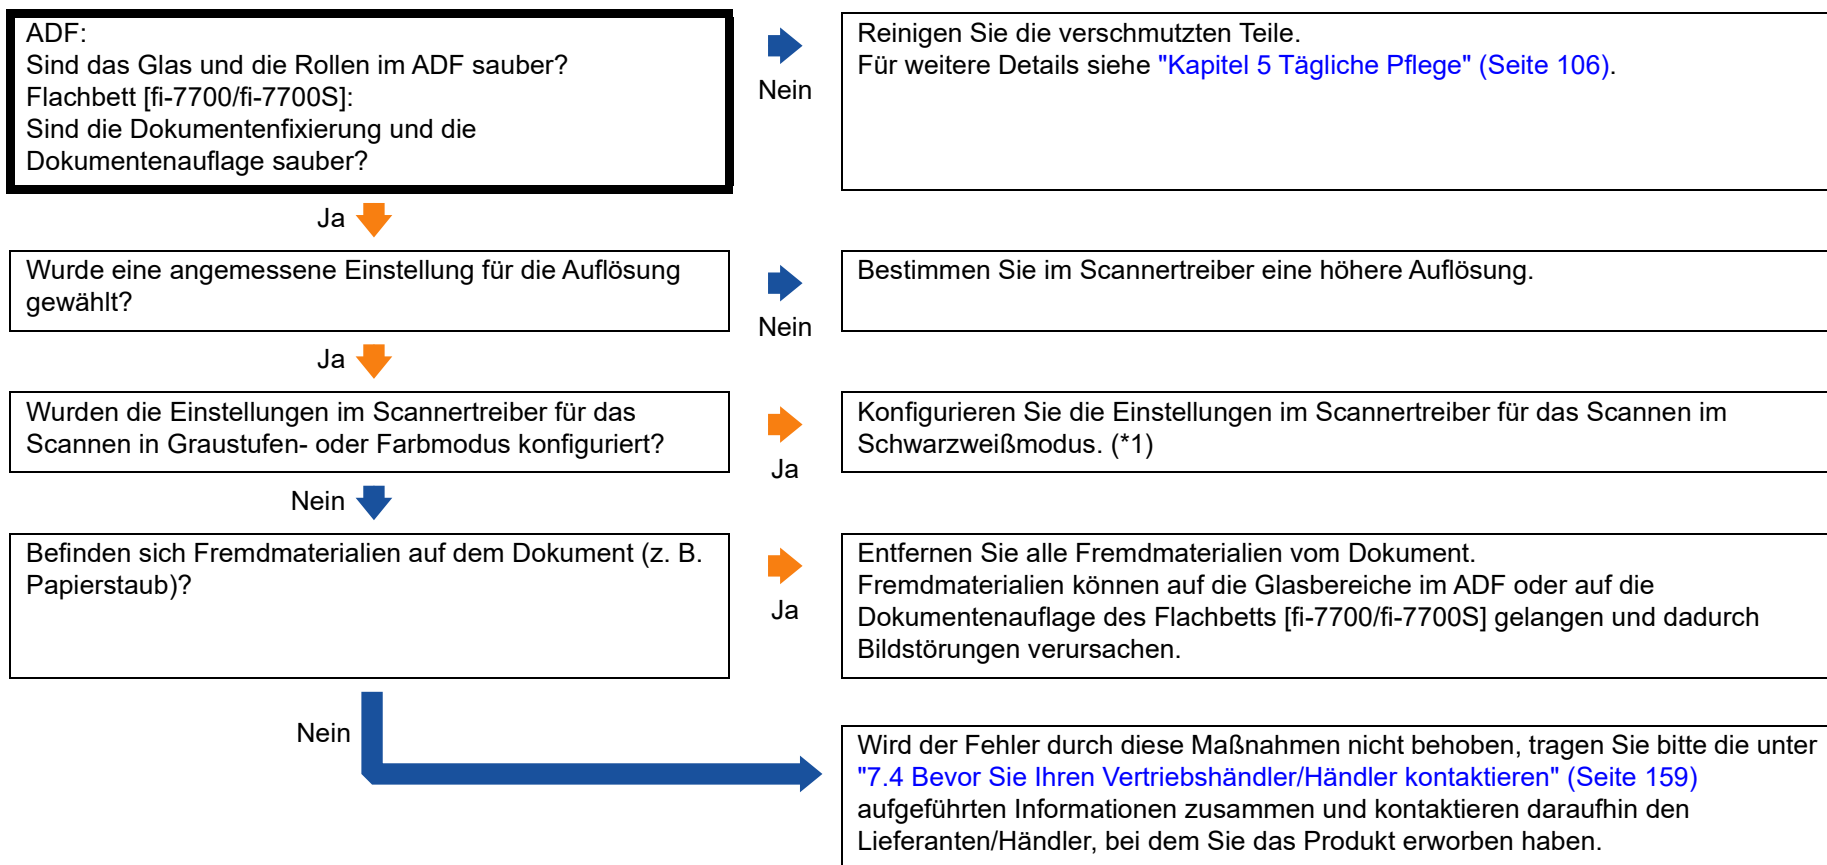 ADF:
Sind das Glas und die Rollen im ADF sauber?
Flachbett [fi-7700/fi-7700S]:
Sind die Dokumentenfixierung und die
Dokumentenauflage sauber?
Nein
Reinigen Sie die verschmutzten Teile.
Für weitere Details siehe "Kapitel 5 Tägliche Pflege" (Seite 106).
Ja
Wurde eine angemessene Einstellung für die Auflösung
gewählt?
Nein
Bestimmen Sie im Scannertreiber eine höhere Auflösung.
Ja
Wurden die Einstellungen im Scannertreiber für das
Scannen in Graustufen- oder Farbmodus konfiguriert?
Ja
Konfigurieren Sie die Einstellungen im Scannertreiber für das Scannen im
Schwarzweißmodus. (*1)
Nein
Befinden sich Fremdmaterialien auf dem Dokument (z. B.
Papierstaub)?
Ja
Entfernen Sie alle Fremdmaterialien vom Dokument.
Fremdmaterialien können auf die Glasbereiche im ADF oder auf die
Dokumentenauflage des Flachbetts [fi-7700/fi-7700S] gelangen und dadurch
Bildstörungen verursachen.
Nein
Wird der Fehler durch diese Maßnahmen nicht behoben, tragen Sie bitte die unter
"7.4 Bevor Sie Ihren Vertriebshändler/Händler kontaktieren" (Seite 159)
aufgeführten Informationen zusammen und kontaktieren daraufhin den
Lieferanten/Händler, bei dem Sie das Produkt erworben haben.